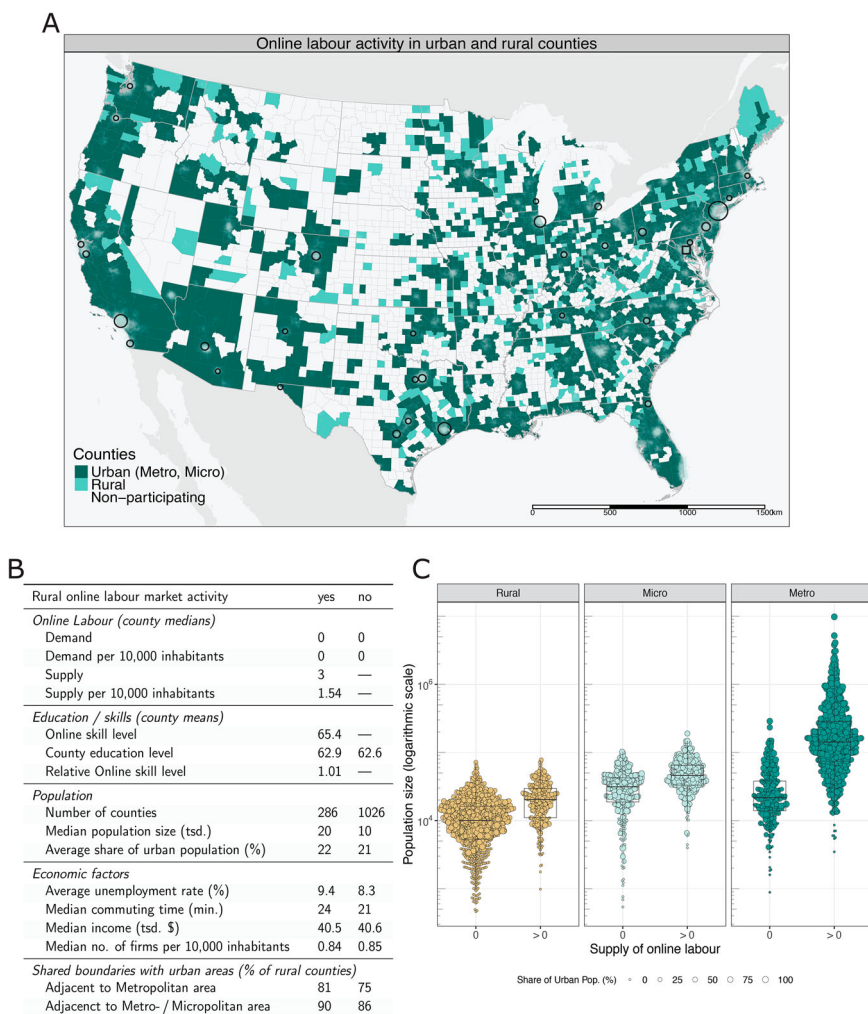 A
Online labour activity in urban and rural counties
Counties
Urban (Metro, Micro)
Rural
Non−participating
0 500 1000 1500km
B
Rural online labour market activity yes no
Online Labour (county medians)
Demand 0 0
Demand per 10,000 inhabitants 0 0
Supply 3 —
Supply per 10,000 inhabitants 1.54 —
Education / skills (county means)
Online skill level 65.4 —
County education level 62.9 62.6
Relative Online skill level 1.01 —
Population
Number of counties 286 1026
Median population size (tsd.) 20 10
Average share of urban population (%) 22 21
Economic factors
Average unemployment rate (%) 9.4 8.3
Median commuting time (min.) 24 21
Median income (tsd. $) 40.5 40.6
Median no. of firms per 10,000 inhabitants 0.84 0.85
Shared boundaries with urban areas (% of rural counties)
Adjacent to Metropolitan area 81 75
Adjacenct to Metro- / Micropolitan area 90 86
C
Rural Micro Metro
Population size (logarithmic scale)
10⁶
10⁴
0 > 0 0 > 0 0 > 0
Supply of online labour
Share of Urban Pop. (%) 0 25 50 75 100